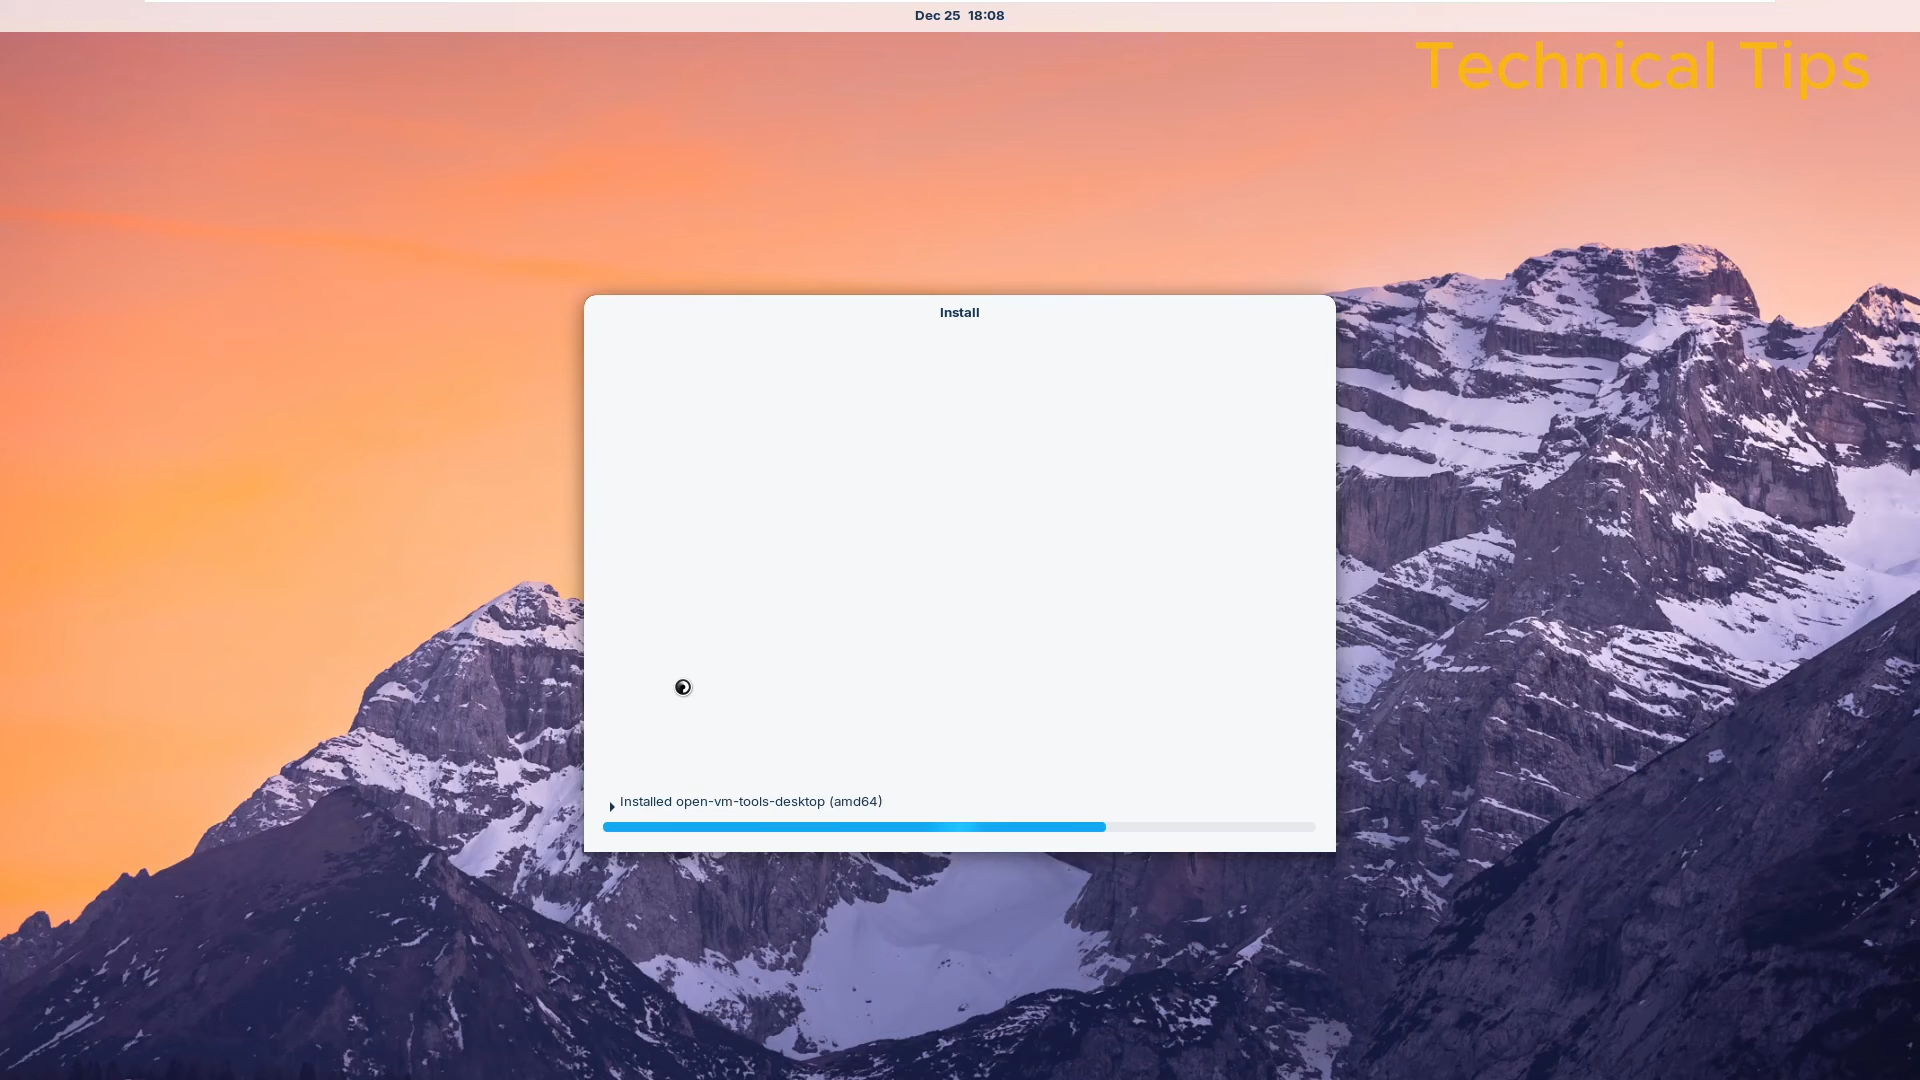 Dec 25 18:08
Technical Tips
Install
Installed open-vm-tools-desktop (amd64)